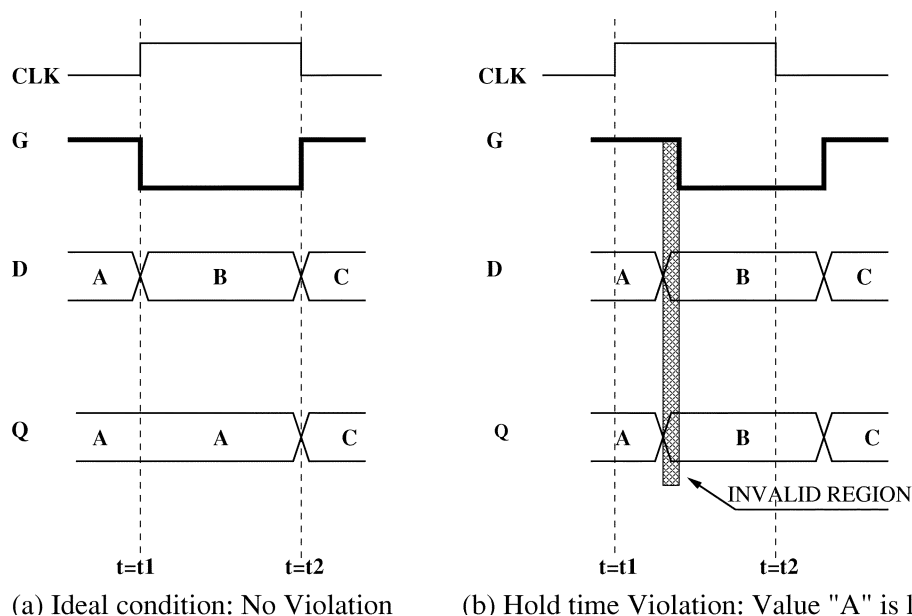 CLK
G
D
A B C
Q
A A C
t=t1 t=t2
(a) Ideal condition: No Violation
CLK
G
D
A B C
Q
A B C
INVALID REGION
t=t1 t=t2
(b) Hold time Violation: Value "A" is